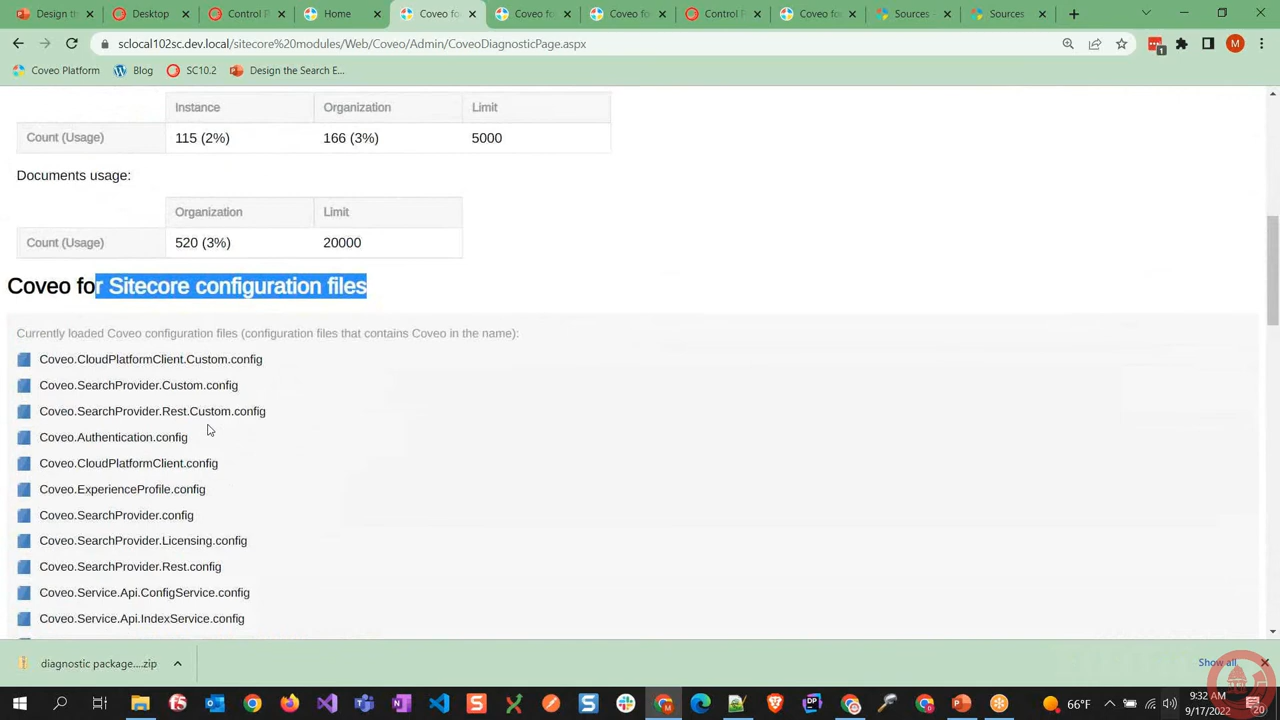 Design th
Desktop
Control P
Home
Coveo fo
Coveo fo
Coveo fo
Control P
Coveo fo
Sources -
Sources
sclocal102sc.dev.local/sitecore%20modules/Web/Coveo/Admin/CoveoDiagnosticPage.aspx
1
M
Coveo Platform
Blog
SC10.2
Design the Search E...
Instance Organization Limit
Count (Usage) 115 (2%) 166 (3%) 5000
Documents usage:
Organization Limit
Count (Usage) 520 (3%) 20000
Coveo for Sitecore configuration files
Currently loaded Coveo configuration files (configuration files that contains Coveo in the name):
Coveo.CloudPlatformClient.Custom.config
Coveo.SearchProvider.Custom.config
Coveo.SearchProvider.Rest.Custom.config
Coveo.Authentication.config
Coveo.CloudPlatformClient.config
Coveo.ExperienceProfile.config
Coveo.SearchProvider.config
Coveo.SearchProvider.Licensing.config
Coveo.SearchProvider.Rest.config
Coveo.Service.Api.ConfigService.config
Coveo.Service.Api.IndexService.config
diagnostic package....zip
Show all
66°F
9:32 AM
9/17/2022
20